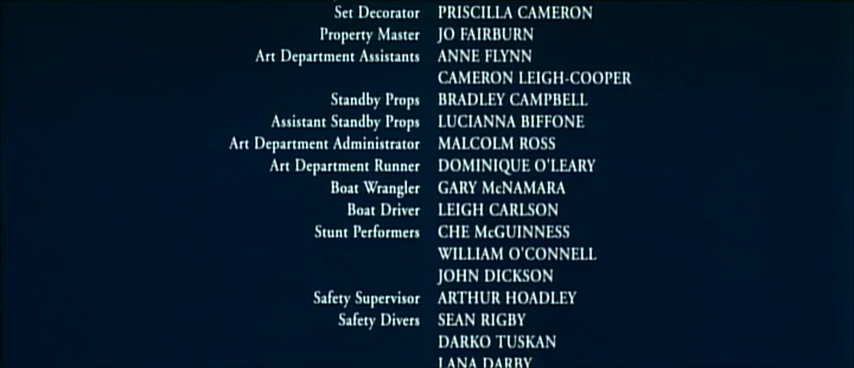 Set Decorator PRISCILLA CAMERON
Property Master JO FAIRBURN
Art Department Assistants ANNE FLYNN
CAMERON LEIGH-COOPER
Standby Props BRADLEY CAMPBELL
Assistant Standby Props LUCIANNA BIFFONE
Art Department Administrator MALCOLM ROSS
Art Department Runner DOMINIQUE O'LEARY
Boat Wrangler GARY McNAMARA
Boat Driver LEIGH CARLSON
Stunt Performers CHE McGUINNESS
WILLIAM O'CONNELL
JOHN DICKSON
Safety Supervisor ARTHUR HOADLEY
Safety Divers SEAN RIGBY
DARKO TUSKAN
LANA DARBY